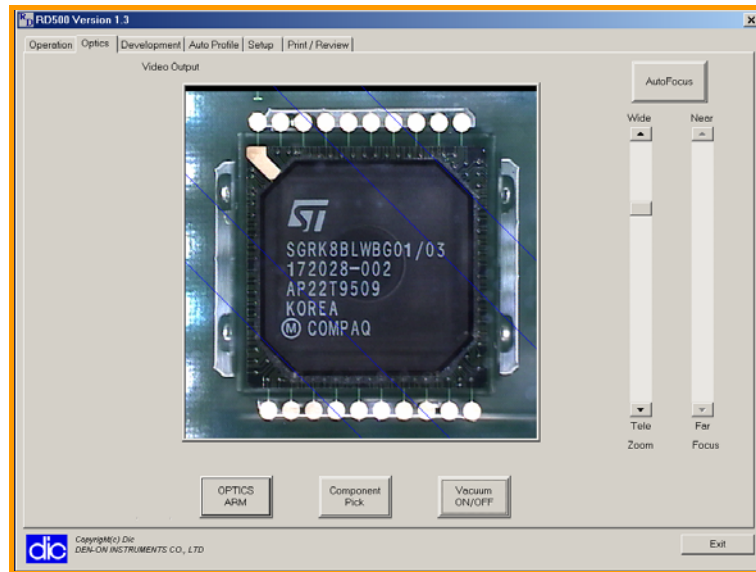 RD500 Version 1.3
Operation Optics Development Auto Profile Setup Print / Review
Video Output
AutoFocus
Wide Near
ST
SGRK8BLWBG01/03
172028-002
AP22T9509
KOREA
M COMPAQ
Tele Far
Zoom Focus
OPTICS ARM
Component Pick
Vacuum ON/OFF
dic
Copyright(c) Dic
DEN-ON INSTRUMENTS CO., LTD
Exit